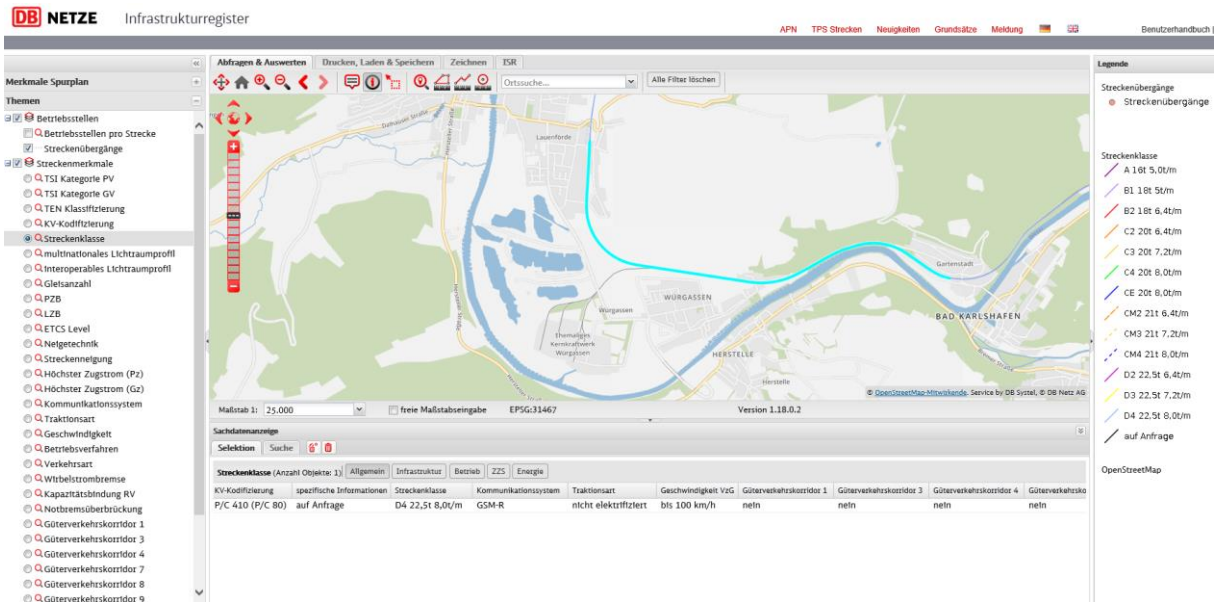 DB NETZE Infrastrukturregister
APN TPS Strecken Neuigkeiten Grundsätze Meldung Benutzerhandbuch |
Merkmale Spurplan
Themen
Betriebsstellen
Betriebsstellen pro Strecke
Streckenübergänge
Streckenmerkmale
TSI Kategorie PV
TSI Kategorie GV
TEN Klassifizierung
KV-Kodifizierung
Streckenklasse
multinationales Lichtraumprofil
Interoperables Lichtraumprofil
Gleisanzahl
PZB
LZB
ETCS Level
Neigetechnik
Streckenneigung
Höchster Zugstrom (Pz)
Höchster Zugstrom (Gz)
Kommunikationssystem
Traktionsart
Geschwindigkeit
Betriebsverfahren
Verkehrsart
Wirbelstrombremse
Kapazitätsbindung RV
Notbremsüberbrückung
Güterverkehrskorridor 1
Güterverkehrskorridor 3
Güterverkehrskorridor 4
Güterverkehrskorridor 7
Güterverkehrskorridor 8
Güterverkehrskorridor 9
Abfragen & Auswerten Drucken, Laden & Speichern Zeichnen ISR
Ortssuche... Alle Filter löschen
Lauenförde
Würgassen
WÜRGASSEN
Thermaliges
Kernkraftwerk
Würgassen
HERSTELLE
Herstelle
Gartenstadt
BAD KARLSHAFEN
© OpenStreetMap-Mitwirkende. Service by DB Systel, © DB Netz AG
Maßstab 1: 25.000 freie Maßstabseingabe EPSG:31467 Version 1.18.0.2
Sachdatenanzeige
Selektion Suche
Streckenklasse (Anzahl Objekte: 1) Allgemein Infrastruktur Betrieb ZZS Energie
KV-Kodifizierung spezifische Informationen Streckenklasse Kommunikationssystem Traktionsart Geschwindigkeit VzG Güterverkehrskorridor 1 Güterverkehrskorridor 3 Güterverkehrskorridor 4 Güterverkehrsko
P/C 410 (P/C 80) auf Anfrage D4 22,5t 8,0t/m GSM-R nicht elektrifiziert bis 100 km/h nein nein nein nein
Legende
Streckenübergänge
Streckenübergänge
Streckenklasse
A 16t 5,0t/m
B1 18t 5t/m
B2 18t 6,4t/m
C2 20t 6,4t/m
C3 20t 7,2t/m
C4 20t 8,0t/m
CE 20t 8,0t/m
CM2 21t 6,4t/m
CM3 21t 7,2t/m
CM4 21t 8,0t/m
D2 22,5t 6,4t/m
D3 22,5t 7,2t/m
D4 22,5t 8,0t/m
auf Anfrage
OpenStreetMap